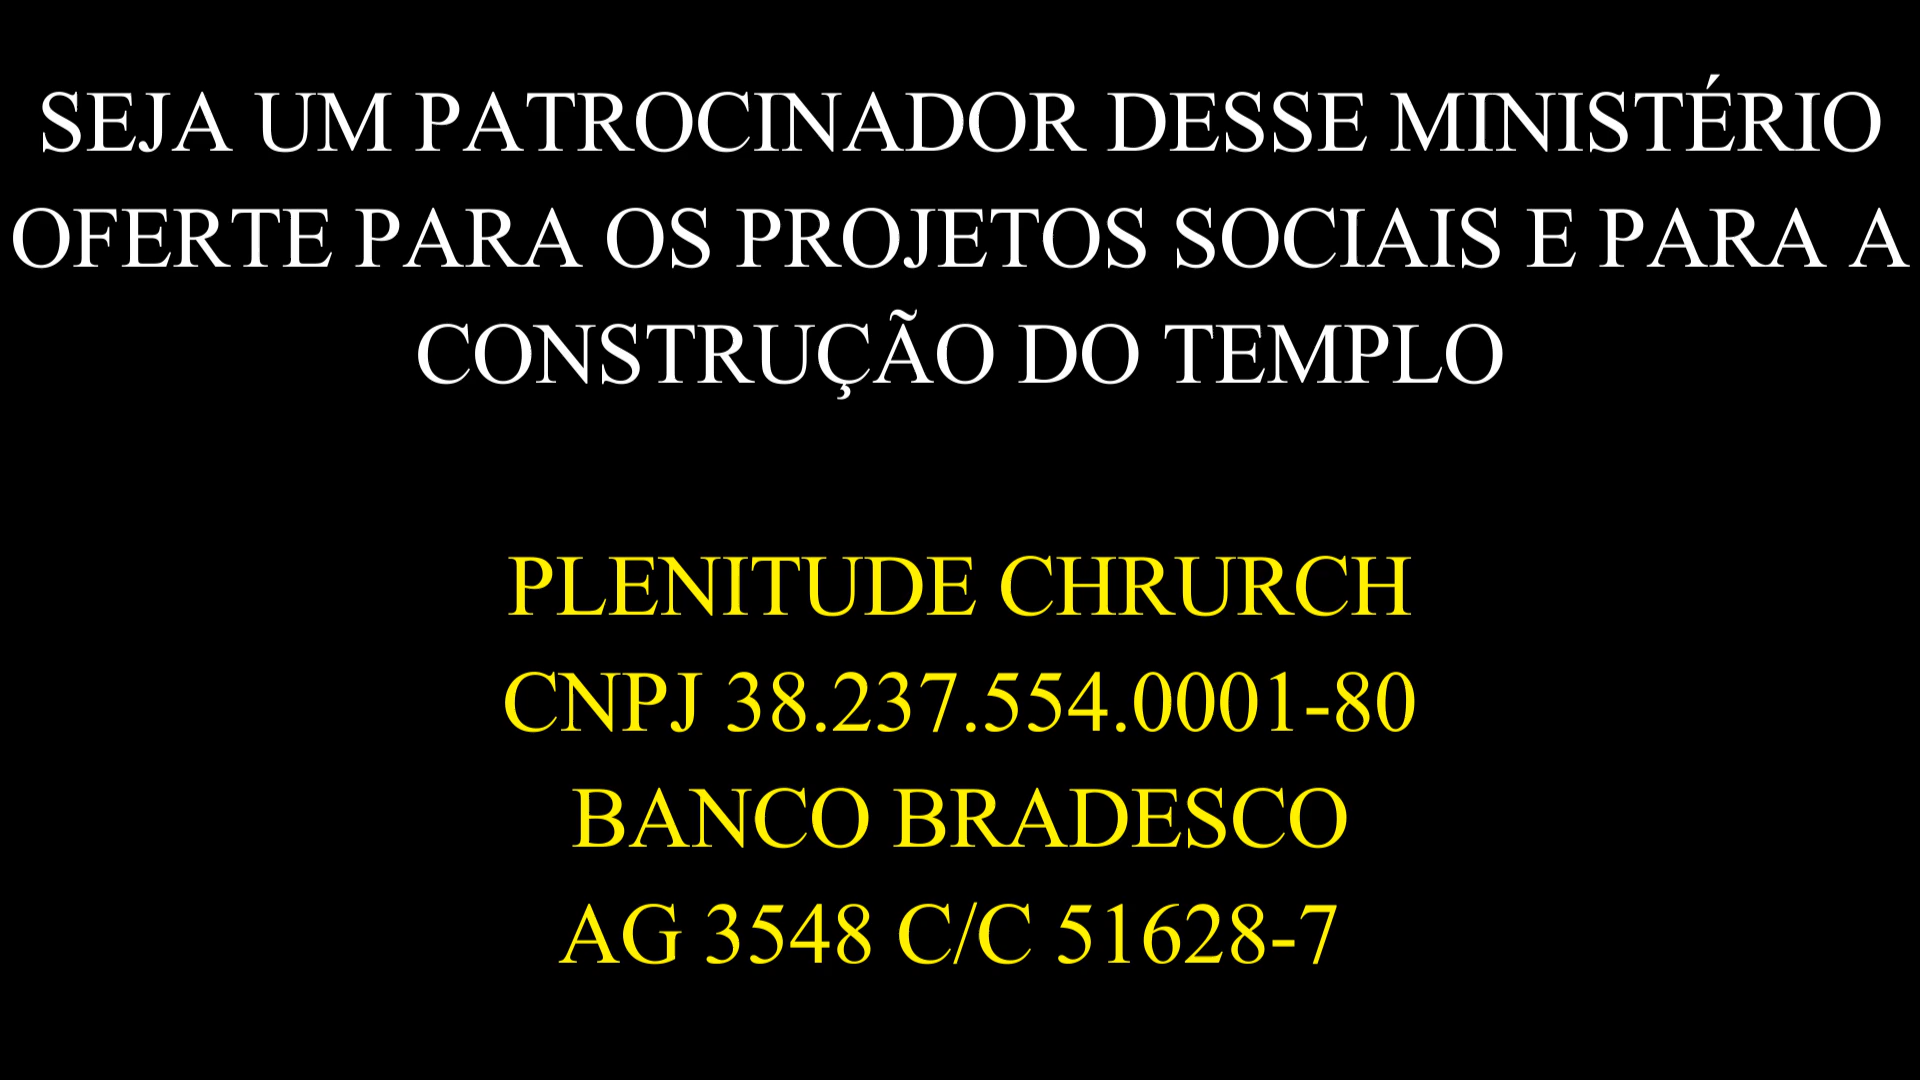 SEJA UM PATROCINADOR DESSE MINISTÉRIO
OFERTE PARA OS PROJETOS SOCIAIS E PARA A
CONSTRUÇÃO DO TEMPLO
PLENITUDE CHRURCH
CNPJ 38.237.554.0001-80
BANCO BRADESCO
AG 3548 C/C 51628-7